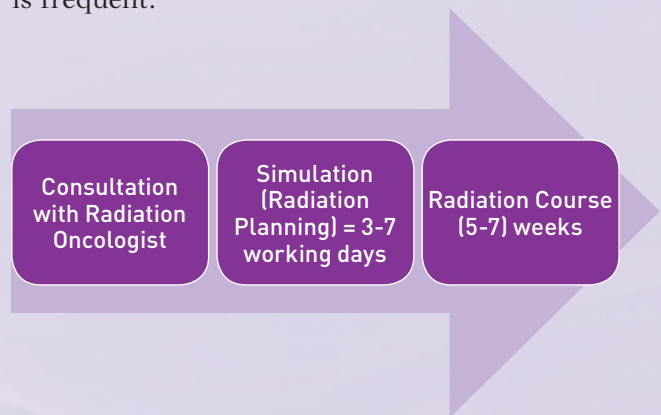 is frequent.
Consultation
with Radiation
Oncologist
Simulation
(Radiation
Planning) = 3-7
working days
Radiation Course
(5-7) weeks